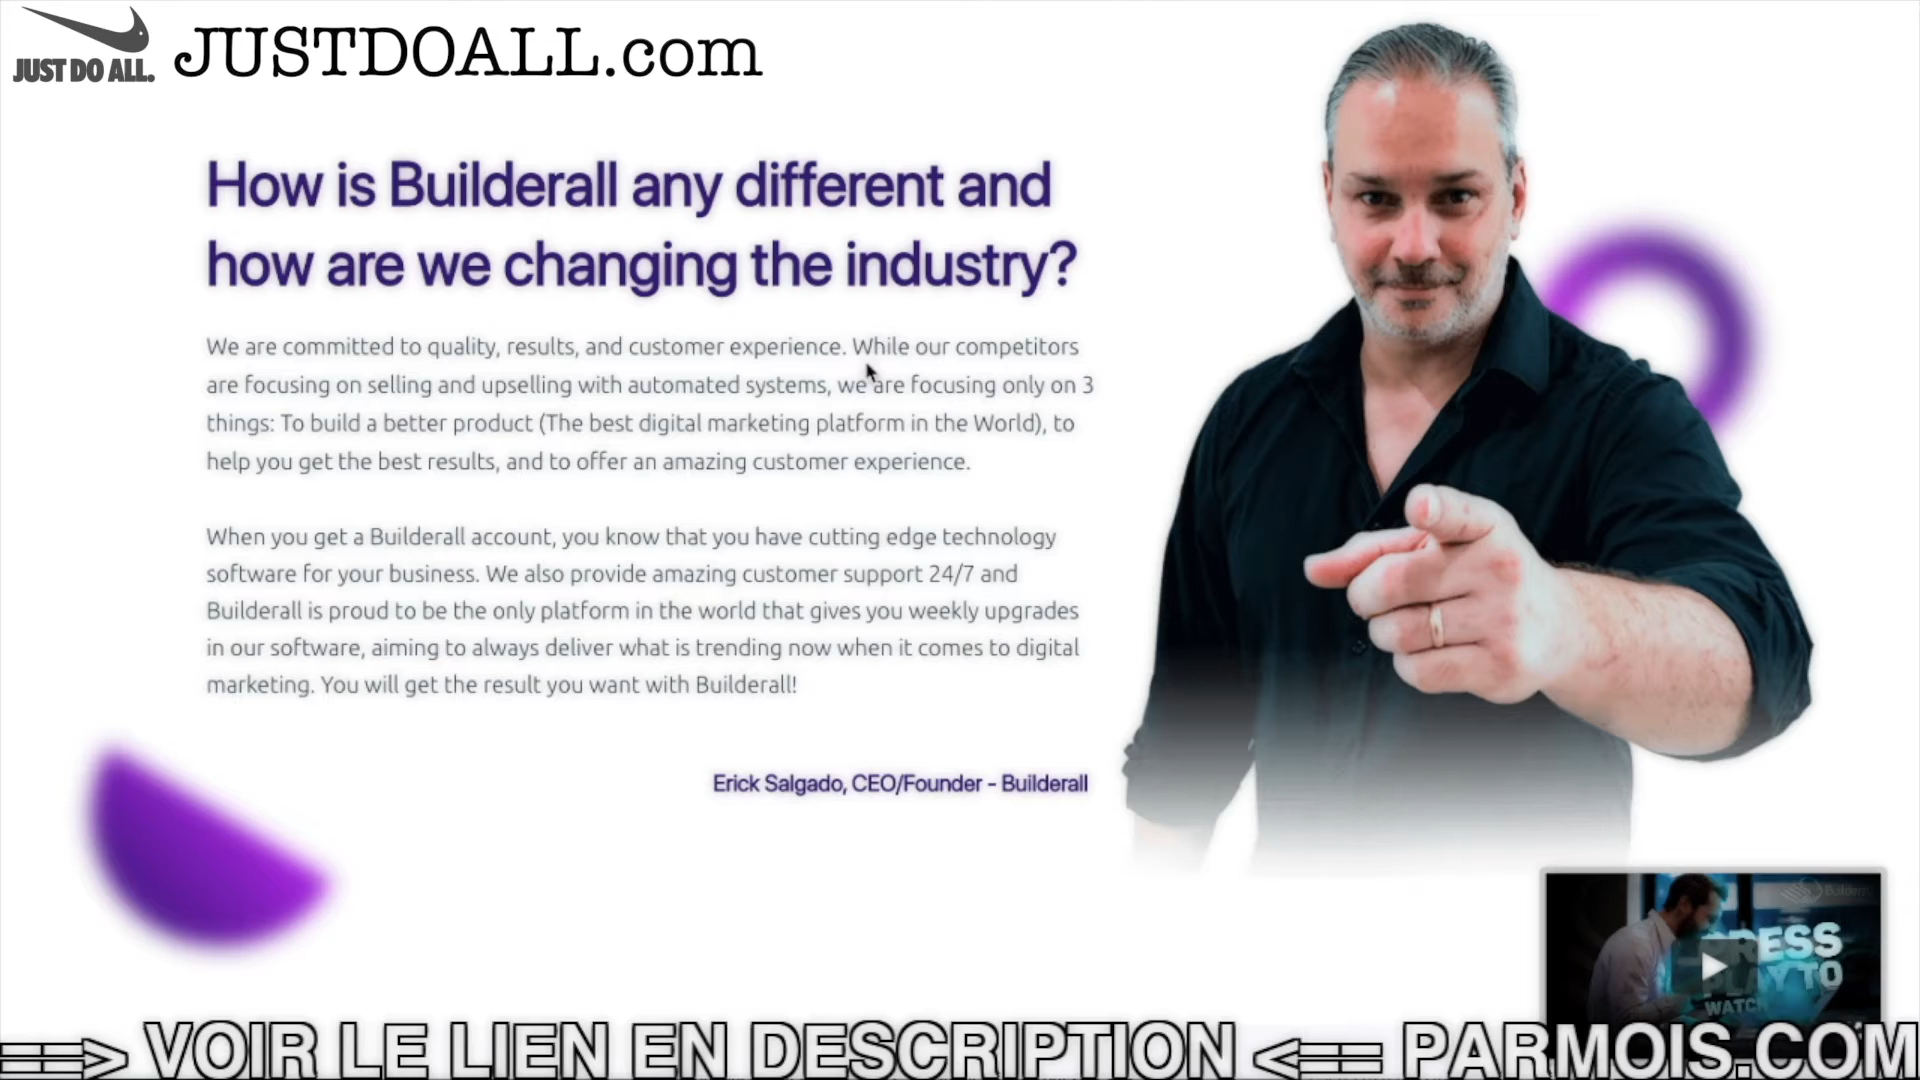 JUST DO ALL.
JUSTDOALL.com
How is Builderall any different and
how are we changing the industry?
We are committed to quality, results, and customer experience. While our competitors
are focusing on selling and upselling with automated systems, we are focusing only on 3
things: To build a better product (The best digital marketing platform in the World), to
help you get the best results, and to offer an amazing customer experience.
When you get a Builderall account, you know that you have cutting edge technology
software for your business. We also provide amazing customer support 24/7 and
Builderall is proud to be the only platform in the world that gives you weekly upgrades
in our software, aiming to always deliver what is trending now when it comes to digital
marketing. You will get the result you want with Builderall!
Erick Salgado, CEO/Founder - Builderall
PRESS
PLAY TO
WATCH
==> VOIR LE LIEN EN DESCRIPTION <== PARMOIS.COM